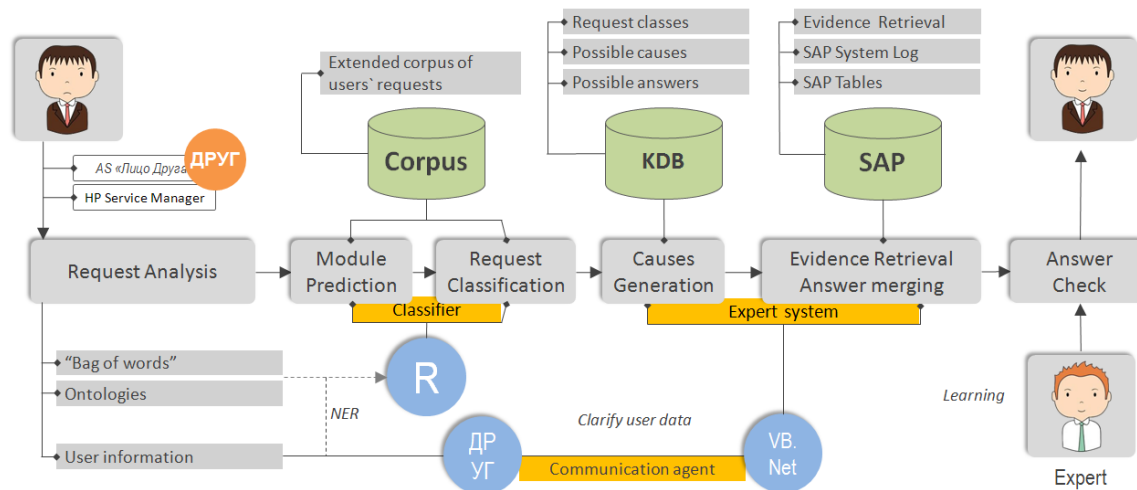 Request classes
Possible causes
Possible answers
Evidence Retrieval
SAP System Log
SAP Tables
Extended corpus of
users` requests
AS «Лицо Друга
ДРУГ
HP Service Manager
Corpus
KDB
SAP
Request Analysis
Module
Prediction
Request
Classification
Causes
Generation
Evidence Retrieval
Answer merging
Answer
Check
Classifier
Expert system
R
“Bag of words”
Ontologies
NER
User information
ДР
УГ
Clarify user data
Communication agent
VB.
Net
Learning
Expert